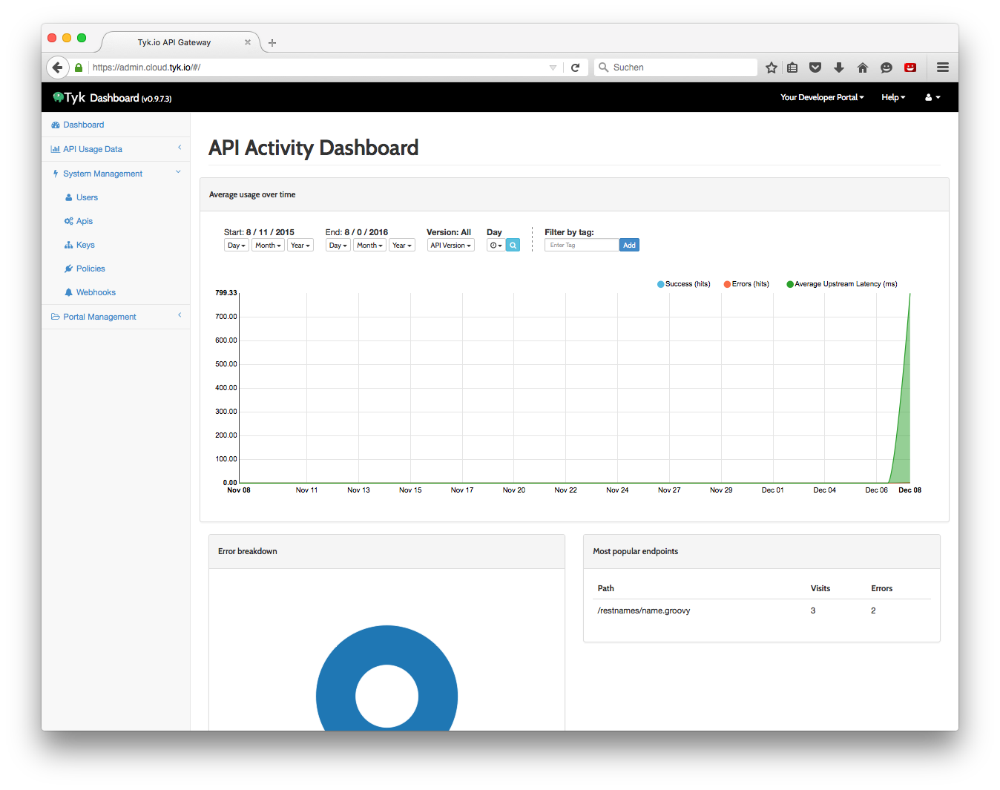 Tyk.io API Gateway
https://admin.cloud.tyk.io/#/
Suchen
Tyk Dashboard (v0.9.7.3)
Your Developer Portal
Help
Dashboard
API Usage Data
System Management
Users
Apis
Keys
Policies
Webhooks
Portal Management
API Activity Dashboard
Average usage over time
Start: 8 / 11 / 2015
End: 8 / 0 / 2016
Version: All
Day
Filter by tag:
Day Month Year
Day Month Year
API Version
Enter Tag
Add
Success (hits) Errors (hits) Average Upstream Latency (ms)
799.33
700.00
600.00
500.00
400.00
300.00
200.00
100.00
0.00
Nov 08 Nov 11 Nov 13 Nov 15 Nov 17 Nov 20 Nov 22 Nov 24 Nov 27 Nov 29 Dec 01 Dec 04 Dec 06 Dec 08
Error breakdown
Most popular endpoints
Path Visits Errors
/restnames/name.groovy 3 2